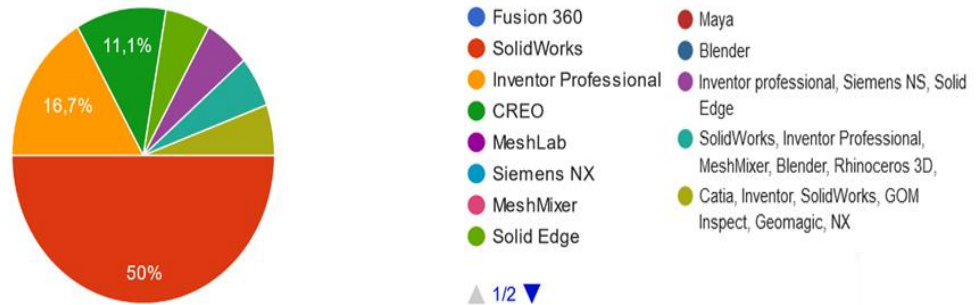 11,1%
16,7%
50%
Fusion 360
SolidWorks
Inventor Professional
CREO
MeshLab
Siemens NX
MeshMixer
Solid Edge
1/2
Maya
Blender
Inventor professional, Siemens NS, Solid
Edge
SolidWorks, Inventor Professional,
MeshMixer, Blender, Rhinoceros 3D,
Catia, Inventor, SolidWorks, GOM
Inspect, Geomagic, NX